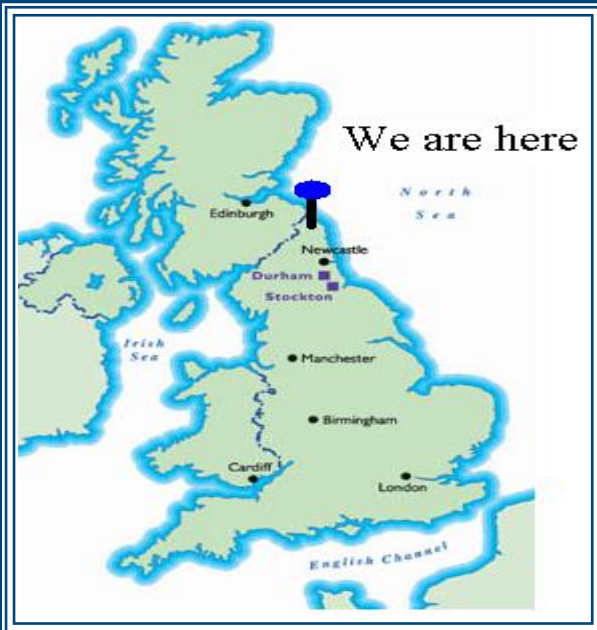 We are here
North
Sea
Edinburgh
Newcastle
Durham
Stockton
Irish
Sea
Manchester
Birmingham
Cardiff
London
English Channel